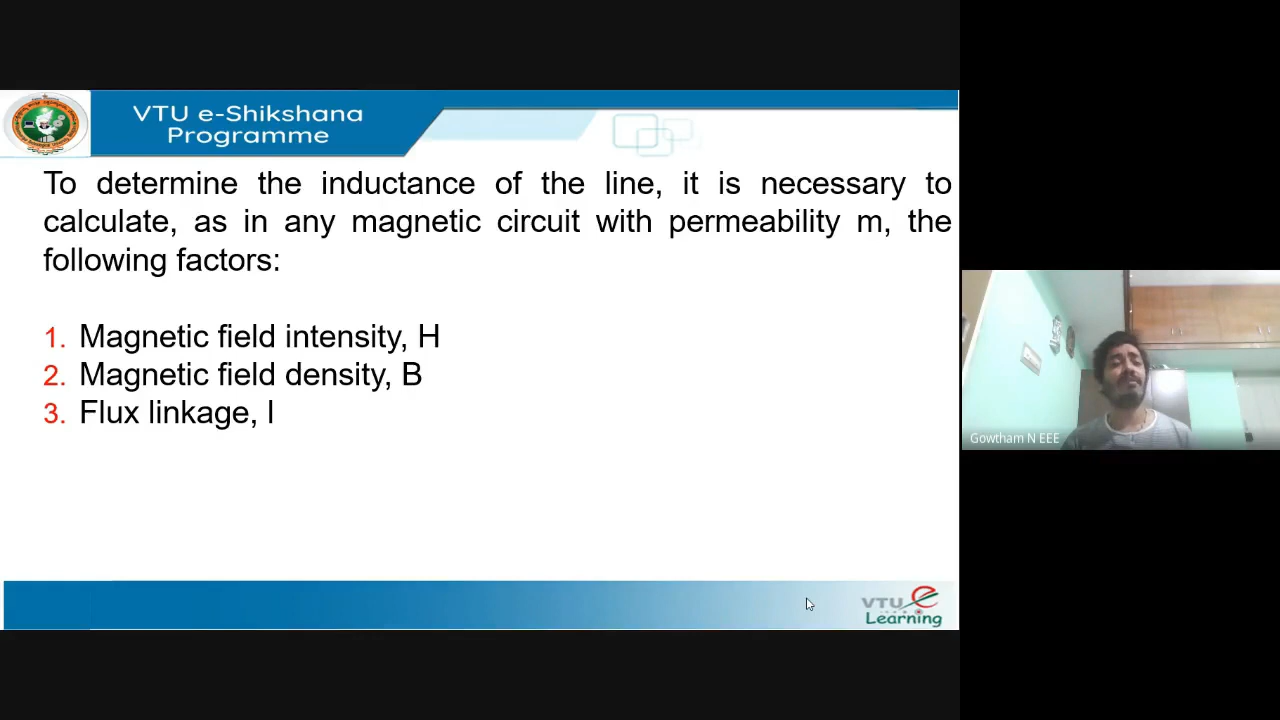 VTU e-Shikshana
Programme
To determine the inductance of the line, it is necessary to
calculate, as in any magnetic circuit with permeability m, the
following factors:
1. Magnetic field intensity, H
2. Magnetic field density, B
3. Flux linkage, l
Gowtham N EEE
VTU e
Learning